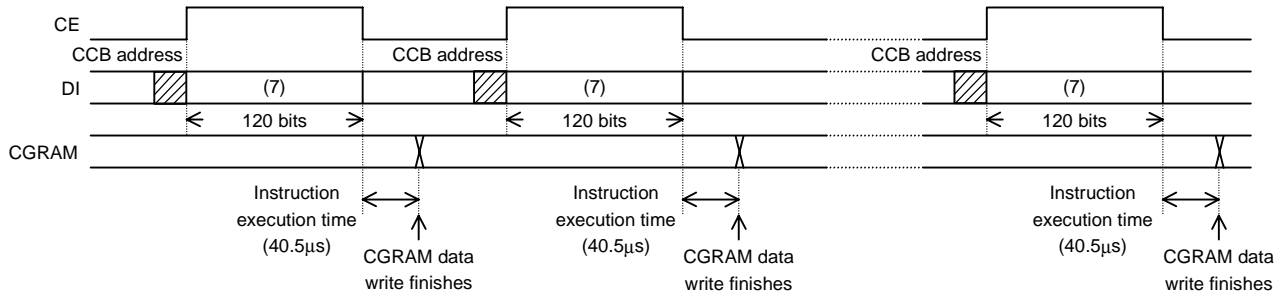 CE
CCB address CCB address CCB address
DI (7) (7) (7)
120 bits 120 bits 120 bits
CGRAM
Instruction Instruction Instruction
execution time execution time execution time
(40.5μs) (40.5μs) (40.5μs)
CGRAM data CGRAM data CGRAM data
write finishes write finishes write finishes